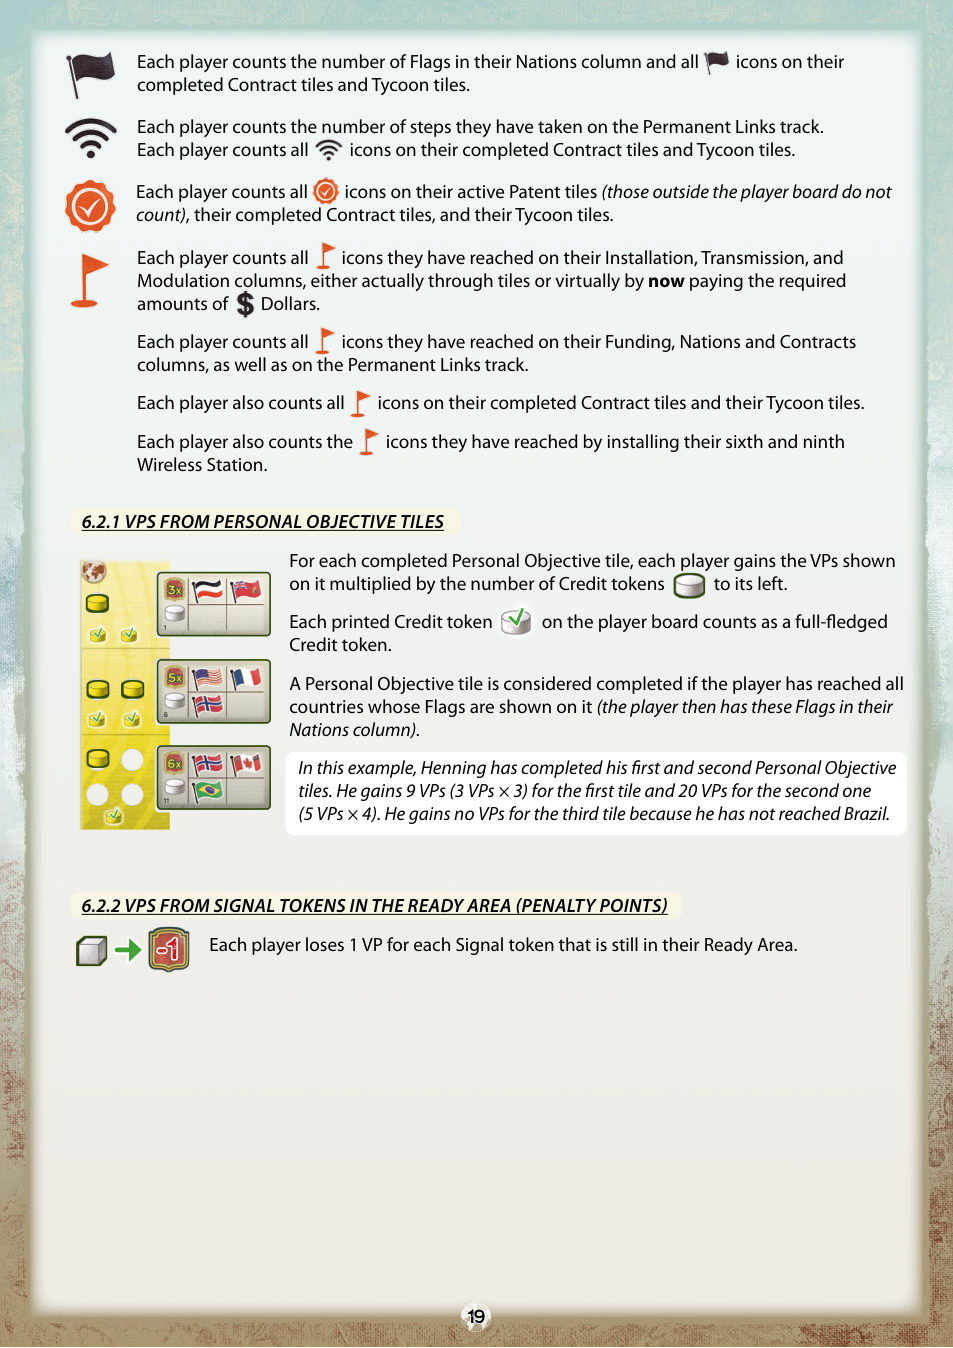 Each player counts the number of Flags in their Nations column and all icons on their
completed Contract tiles and Tycoon tiles.
Each player counts the number of steps they have taken on the Permanent Links track.
Each player counts all icons on their completed Contract tiles and Tycoon tiles.
Each player counts all icons on their active Patent tiles (those outside the player board do not
count), their completed Contract tiles, and their Tycoon tiles.
Each player counts all icons they have reached on their Installation, Transmission, and
Modulation columns, either actually through tiles or virtually by now paying the required
amounts of $ Dollars.
Each player counts all icons they have reached on their Funding, Nations and Contracts
columns, as well as on the Permanent Links track.
Each player also counts all icons on their completed Contract tiles and their Tycoon tiles.
Each player also counts the icons they have reached by installing their sixth and ninth
Wireless Station.
6.2.1 VPS FROM PERSONAL OBJECTIVE TILES
3x
1
5x
6
6x
11
For each completed Personal Objective tile, each player gains the VPs shown
on it multiplied by the number of Credit tokens to its left.
Each printed Credit token on the player board counts as a full-fledged
Credit token.
A Personal Objective tile is considered completed if the player has reached all
countries whose Flags are shown on it (the player then has these Flags in their
Nations column).
In this example, Henning has completed his first and second Personal Objective
tiles. He gains 9 VPs (3 VPs × 3) for the first tile and 20 VPs for the second one
(5 VPs × 4). He gains no VPs for the third tile because he has not reached Brazil.
6.2.2 VPS FROM SIGNAL TOKENS IN THE READY AREA (PENALTY POINTS)
-1
Each player loses 1 VP for each Signal token that is still in their Ready Area.
19